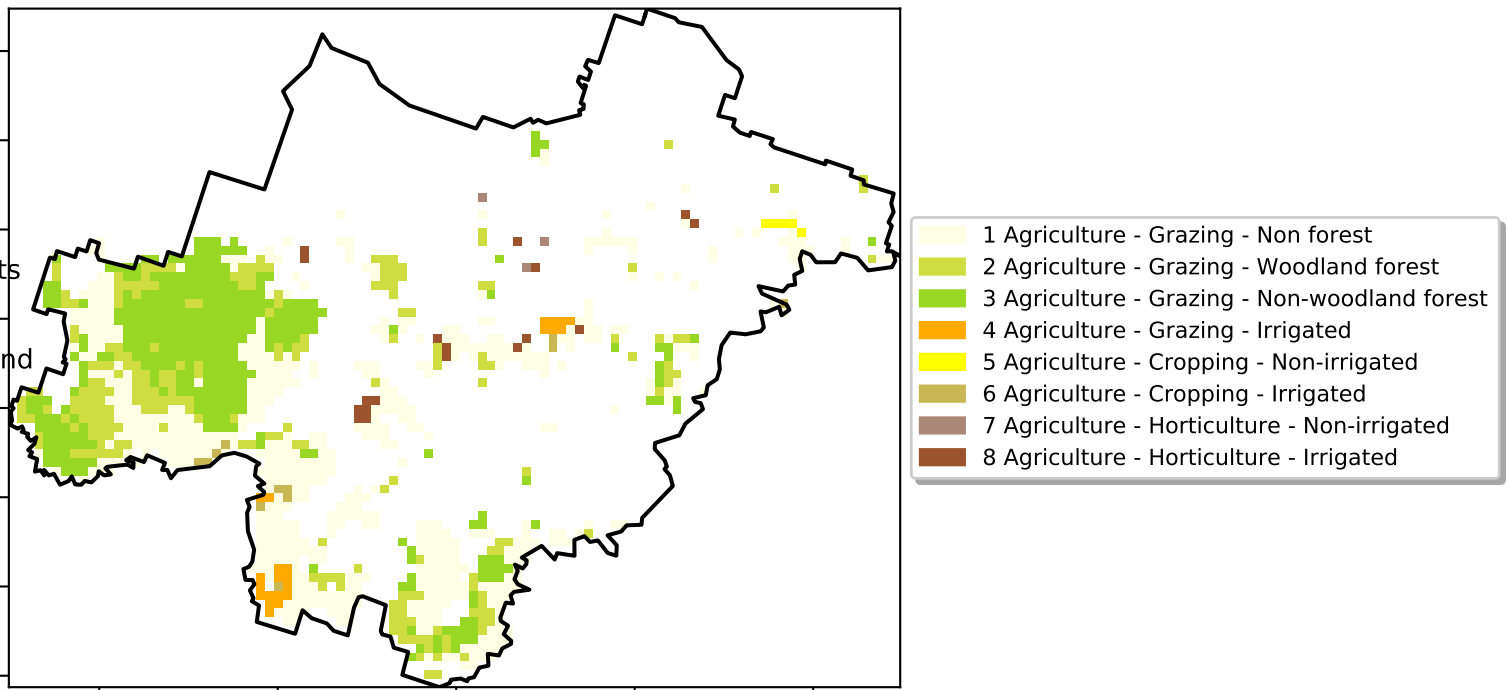 ts
nd
1 Agriculture - Grazing - Non forest
2 Agriculture - Grazing - Woodland forest
3 Agriculture - Grazing - Non-woodland forest
4 Agriculture - Grazing - Irrigated
5 Agriculture - Cropping - Non-irrigated
6 Agriculture - Cropping - Irrigated
7 Agriculture - Horticulture - Non-irrigated
8 Agriculture - Horticulture - Irrigated